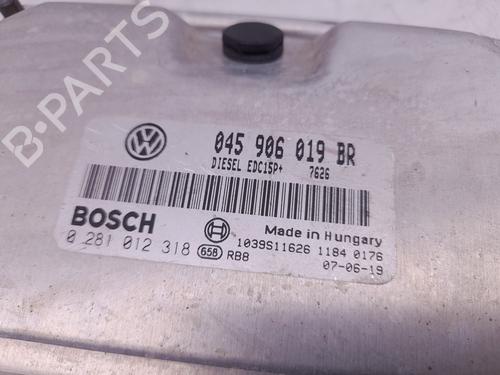 B-Parts
045 906 019 BR
DIESEL EDC15P+ 7626
BOSCH
0 281 012 318 658 RB8
Made in Hungary
1039S11626 1184 0176
07-06-19